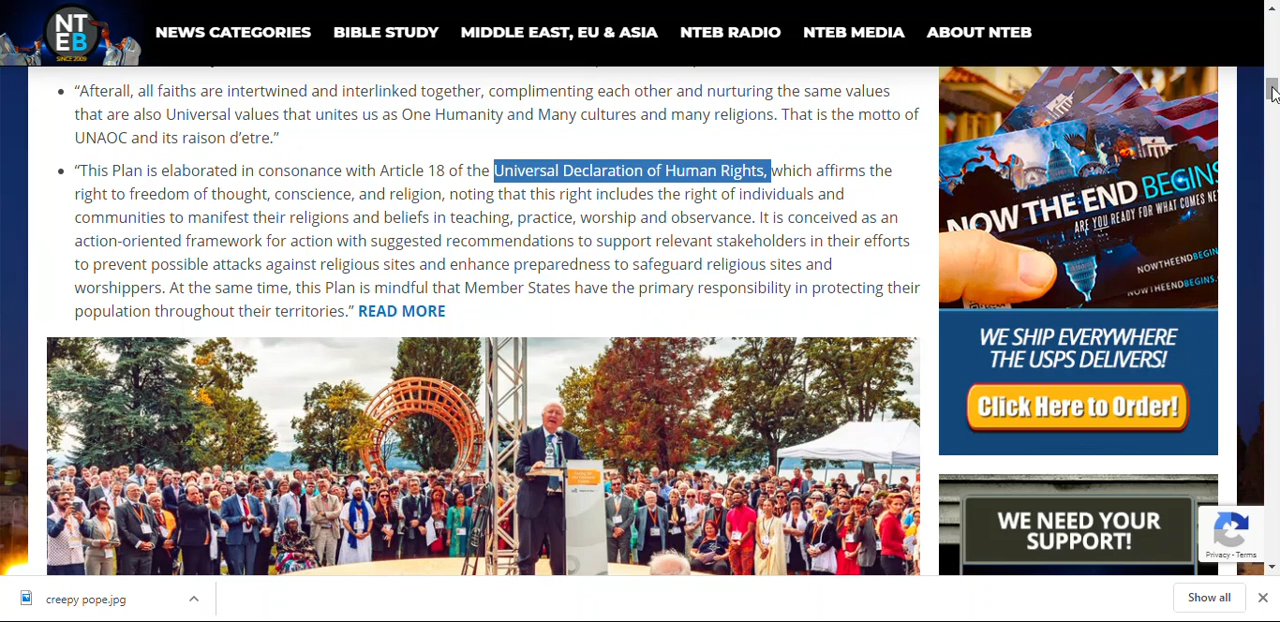 NT
EB
SINCE 2009
NEWS CATEGORIES BIBLE STUDY MIDDLE EAST, EU & ASIA NTEB RADIO NTEB MEDIA ABOUT NTEB
• “Afterall, all faiths are intertwined and interlinked together, complimenting each other and nurturing the same values
that are also Universal values that unites us as One Humanity and Many cultures and many religions. That is the motto of
UNAOC and its raison d’etre.”
• “This Plan is elaborated in consonance with Article 18 of the Universal Declaration of Human Rights, which affirms the
right to freedom of thought, conscience, and religion, noting that this right includes the right of individuals and
communities to manifest their religions and beliefs in teaching, practice, worship and observance. It is conceived as an
action-oriented framework for action with suggested recommendations to support relevant stakeholders in their efforts
to prevent possible attacks against religious sites and enhance preparedness to safeguard religious sites and
worshippers. At the same time, this Plan is mindful that Member States have the primary responsibility in protecting their
population throughout their territories.” READ MORE
NOW THE END BEGINS
ARE YOU READY FOR WHAT COMES NE
NOWTHEENDBEGIN
NOWTHEENDBEGINS.
WE SHIP EVERYWHERE
THE USPS DELIVERS!
Click Here to Order!
WE NEED YOUR
SUPPORT!
Privacy - Terms
creepy pope.jpg
Show all